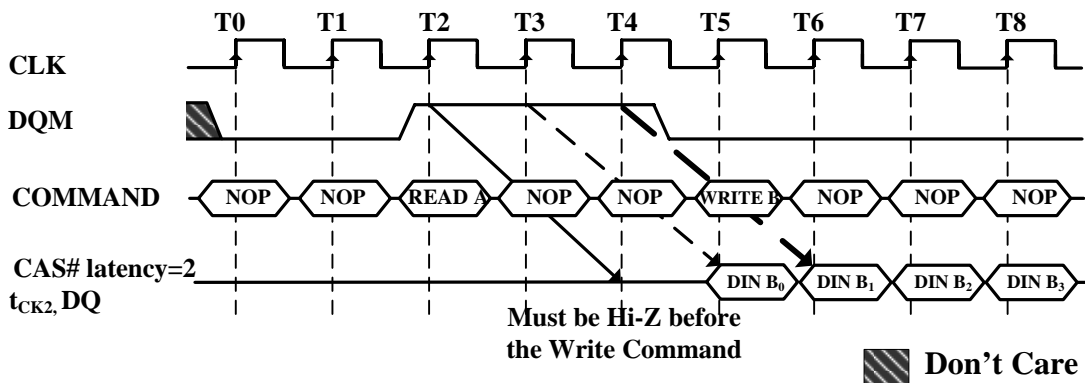 T0 T1 T2 T3 T4 T5 T6 T7 T8
CLK
DQM
COMMAND NOP NOP READ A NOP NOP WRITE B NOP NOP NOP
CAS# latency=2
tCK2, DQ DIN B0 DIN B1 DIN B2 DIN B3
Must be Hi-Z before
the Write Command
Don't Care